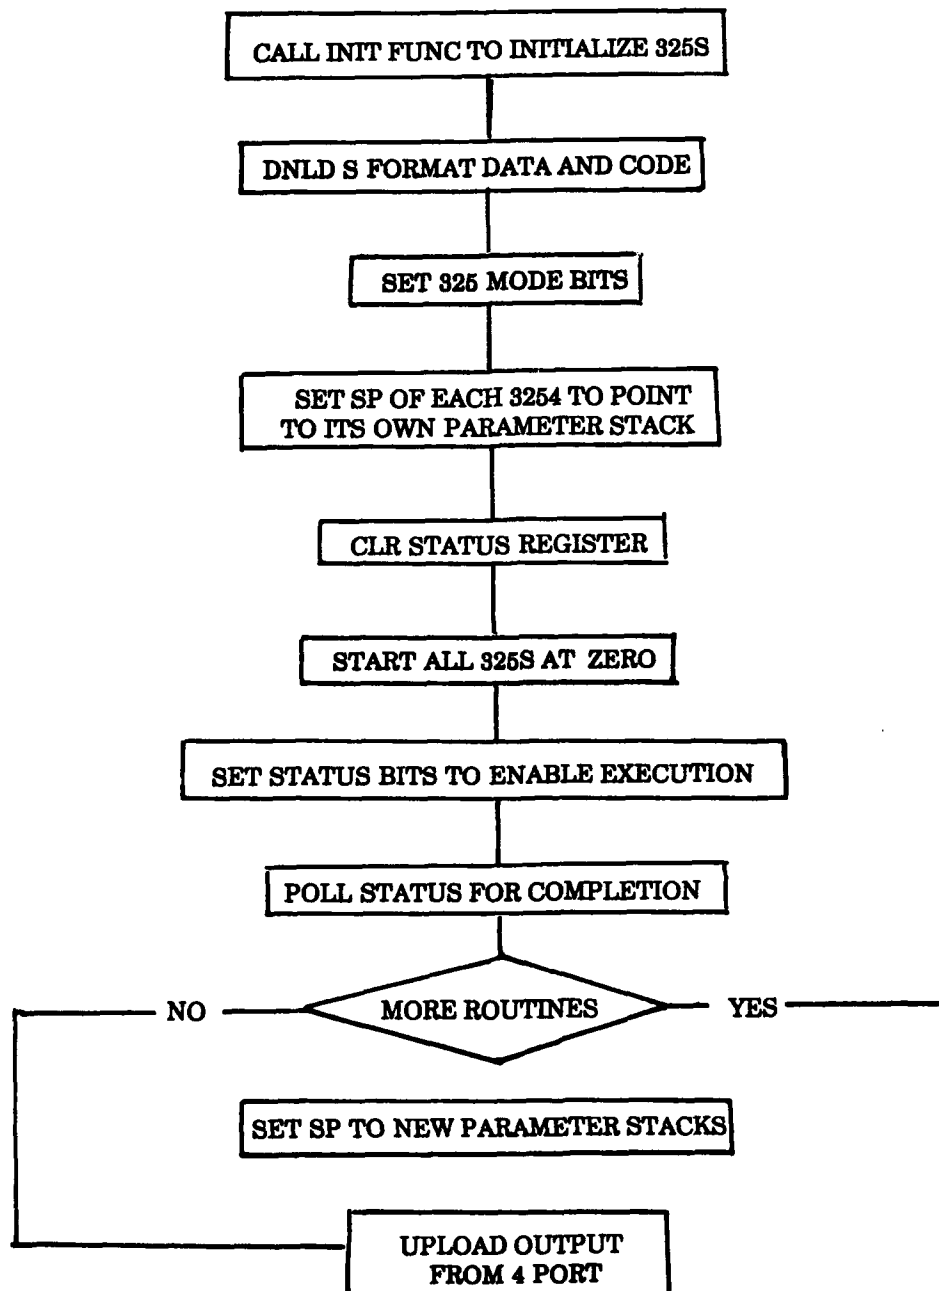 CALL INIT FUNC TO INITIALIZE 325S
DNLD S FORMAT DATA AND CODE
SET 325 MODE BITS
SET SP OF EACH 3254 TO POINT
TO ITS OWN PARAMETER STACK
CLR STATUS REGISTER
START ALL 325S AT ZERO
SET STATUS BITS TO ENABLE EXECUTION
POLL STATUS FOR COMPLETION
NO
MORE ROUTINES
YES
SET SP TO NEW PARAMETER STACKS
UPLOAD OUTPUT
FROM 4 PORT